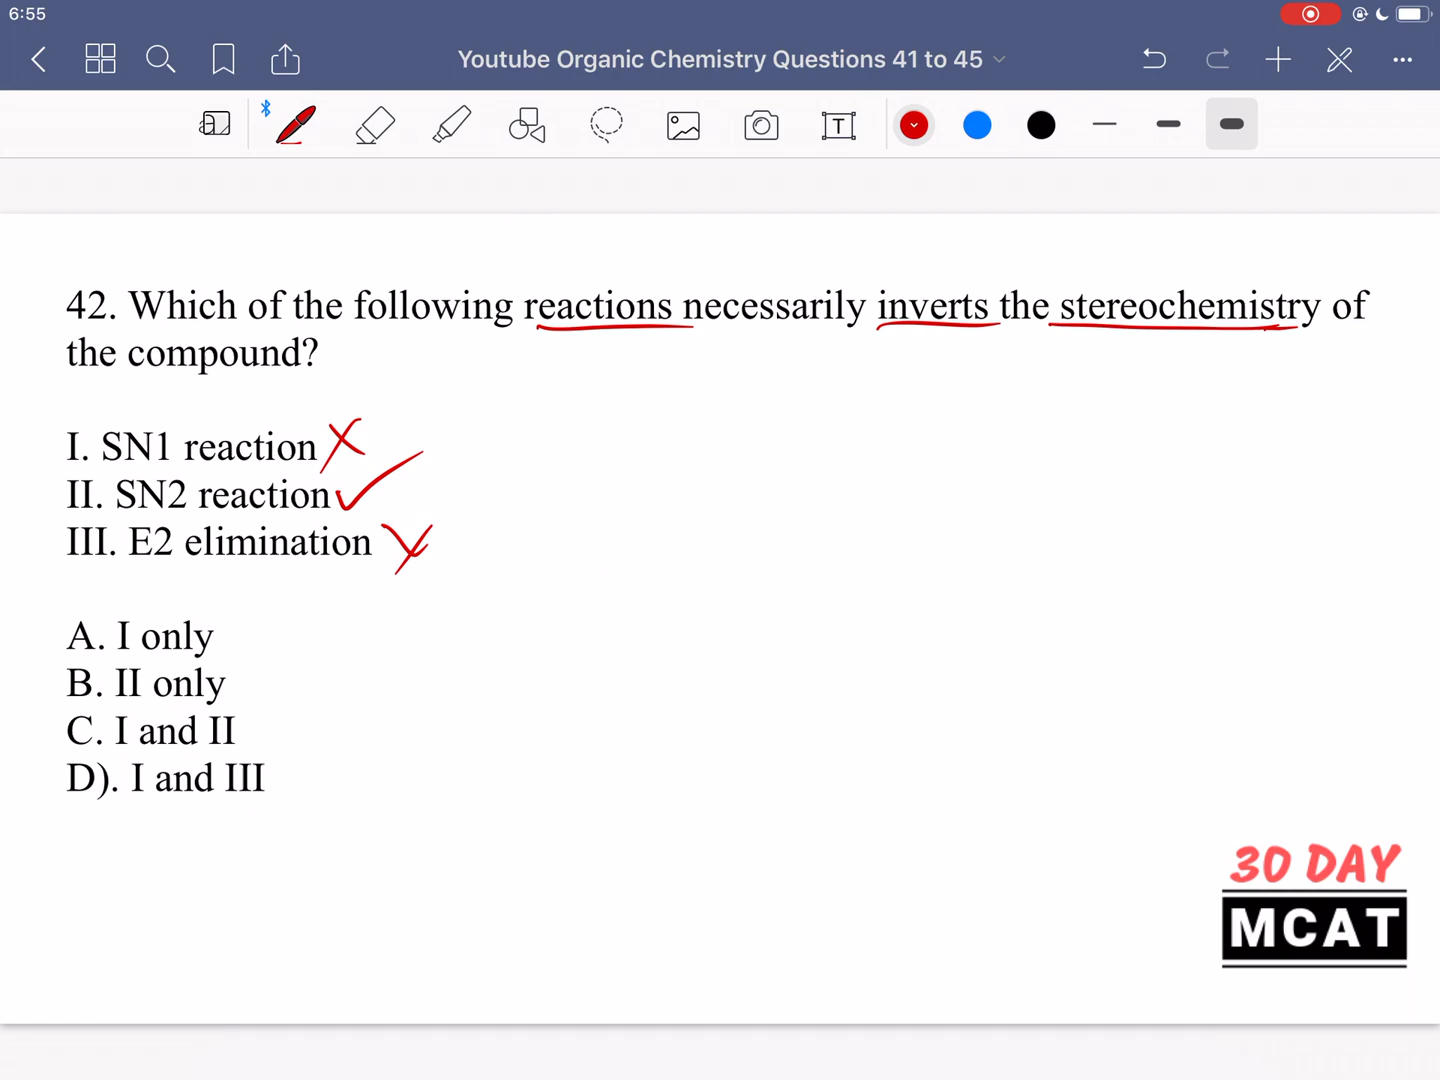 6:55
Youtube Organic Chemistry Questions 41 to 45
42. Which of the following reactions necessarily inverts the stereochemistry of
the compound?
I. SN1 reaction
II. SN2 reaction
III. E2 elimination
A. I only
B. II only
C. I and II
D). I and III
30 DAY
MCAT